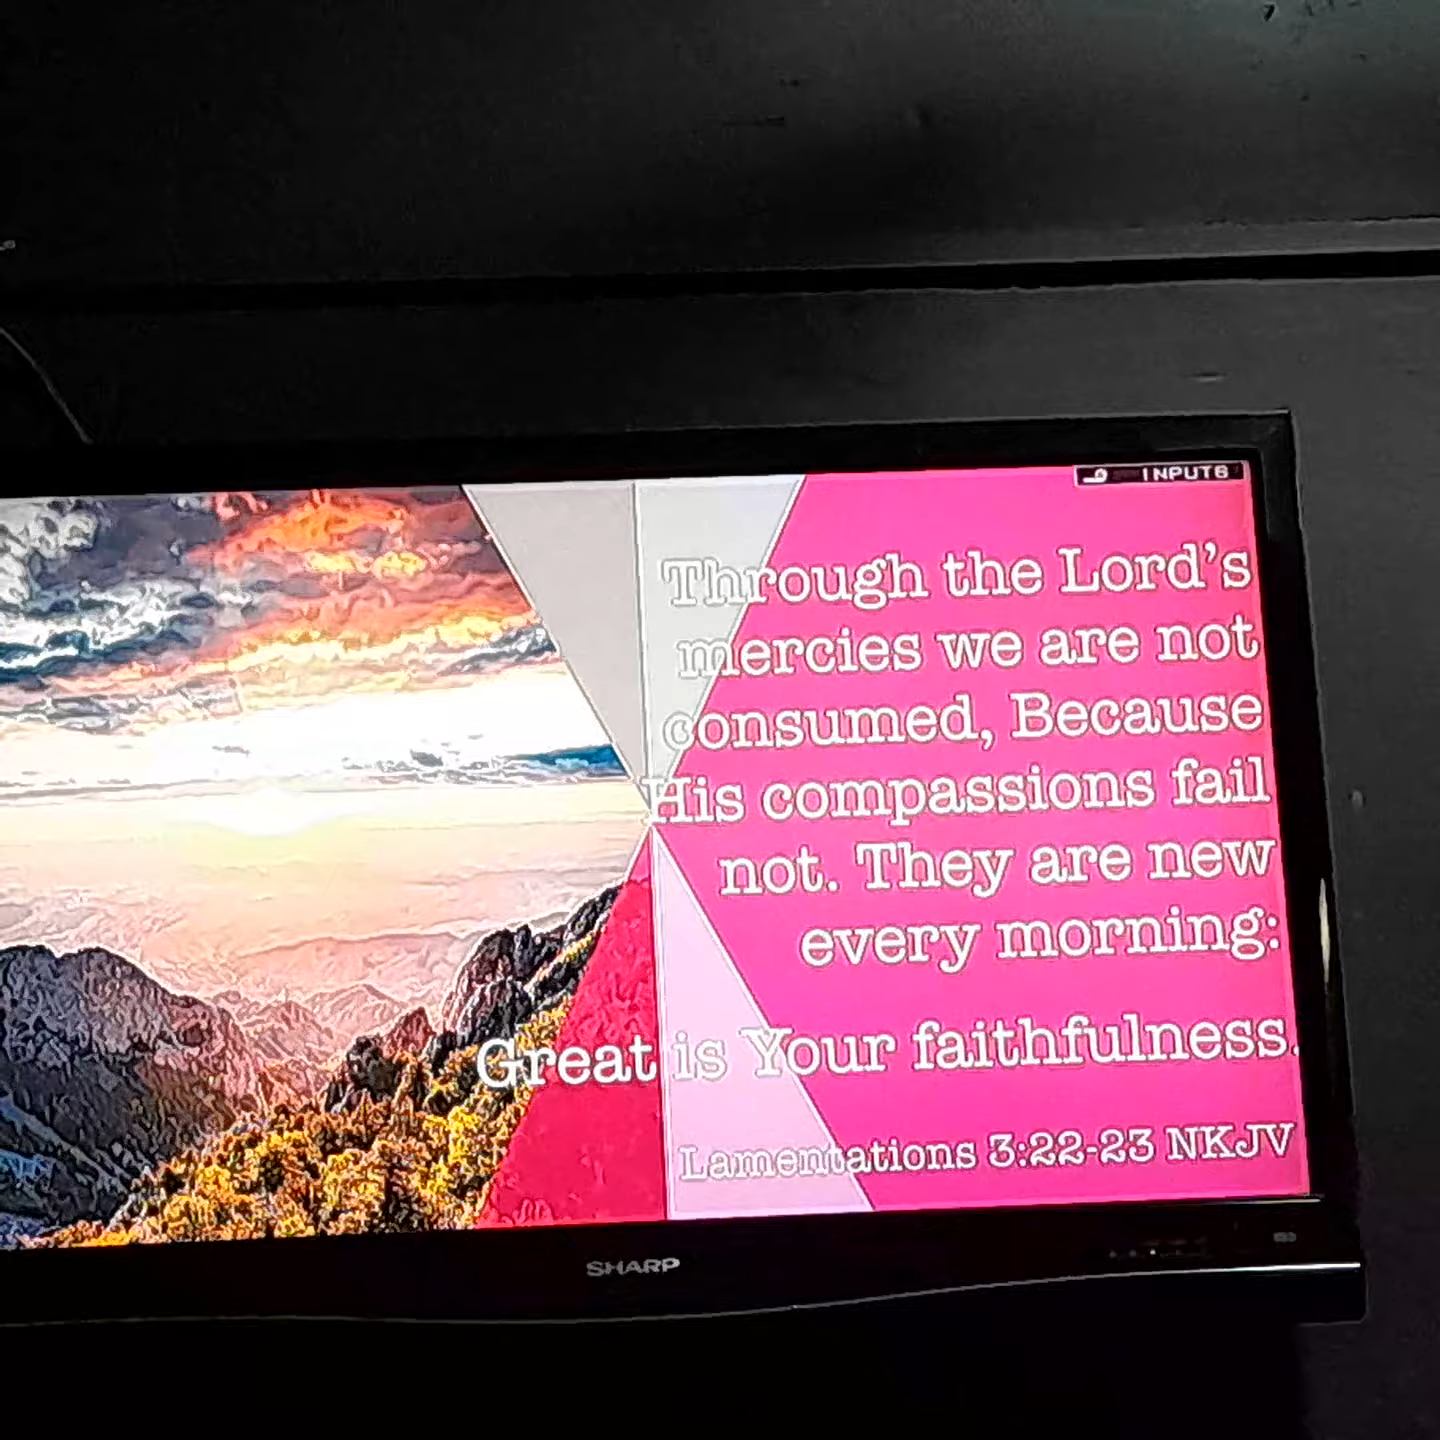 INPUT6
Through the Lord's
mercies we are not
consumed, Because
His compassions fail
not. They are new
every morning:
Great is Your faithfulness.
Lamentations 3:22-23 NKJV
SHARP